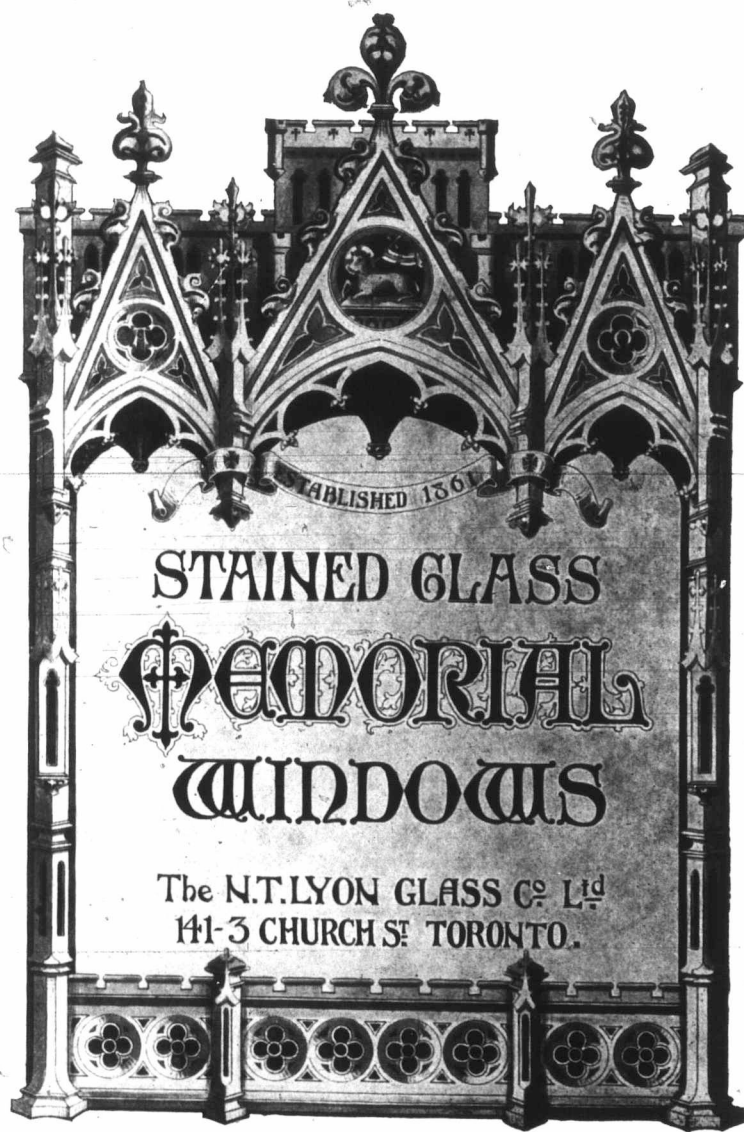 ESTABLISHED 1861
STAINED GLASS
MEMORIAL
WINDOWS
The N.T. LYON GLASS Co Ltd
141-3 CHURCH ST TORONTO.